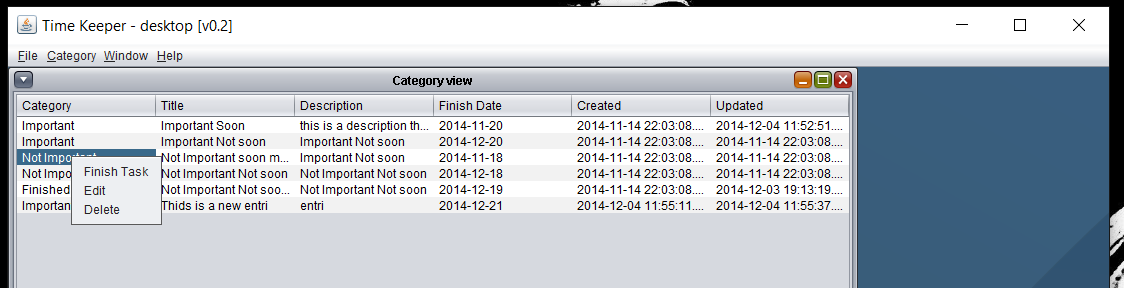 Time Keeper - desktop [v0.2]
File Category Window Help
Category view
Category Title Description Finish Date Created Updated
Important Important Soon this is a description th... 2014-11-20 2014-11-14 22:03:08.... 2014-12-04 11:52:51....
Important Important Not soon Important Not soon 2014-12-20 2014-11-14 22:03:08.... 2014-11-14 22:03:08....
Not Important Not Important soon m... Important Not soon 2014-11-18 2014-11-14 22:03:08.... 2014-11-14 22:03:08....
Not Impo Not Important Not soon Not Important Not soon 2014-12-18 2014-11-14 22:03:08.... 2014-11-14 22:03:08....
Finished Not Important Not soo... Not Important Not soon 2014-12-19 2014-11-14 22:03:08.... 2014-12-03 19:13:19....
Importan Thids is a new entri entri 2014-12-21 2014-12-04 11:55:11.... 2014-12-04 11:55:37....
Finish Task
Edit
Delete